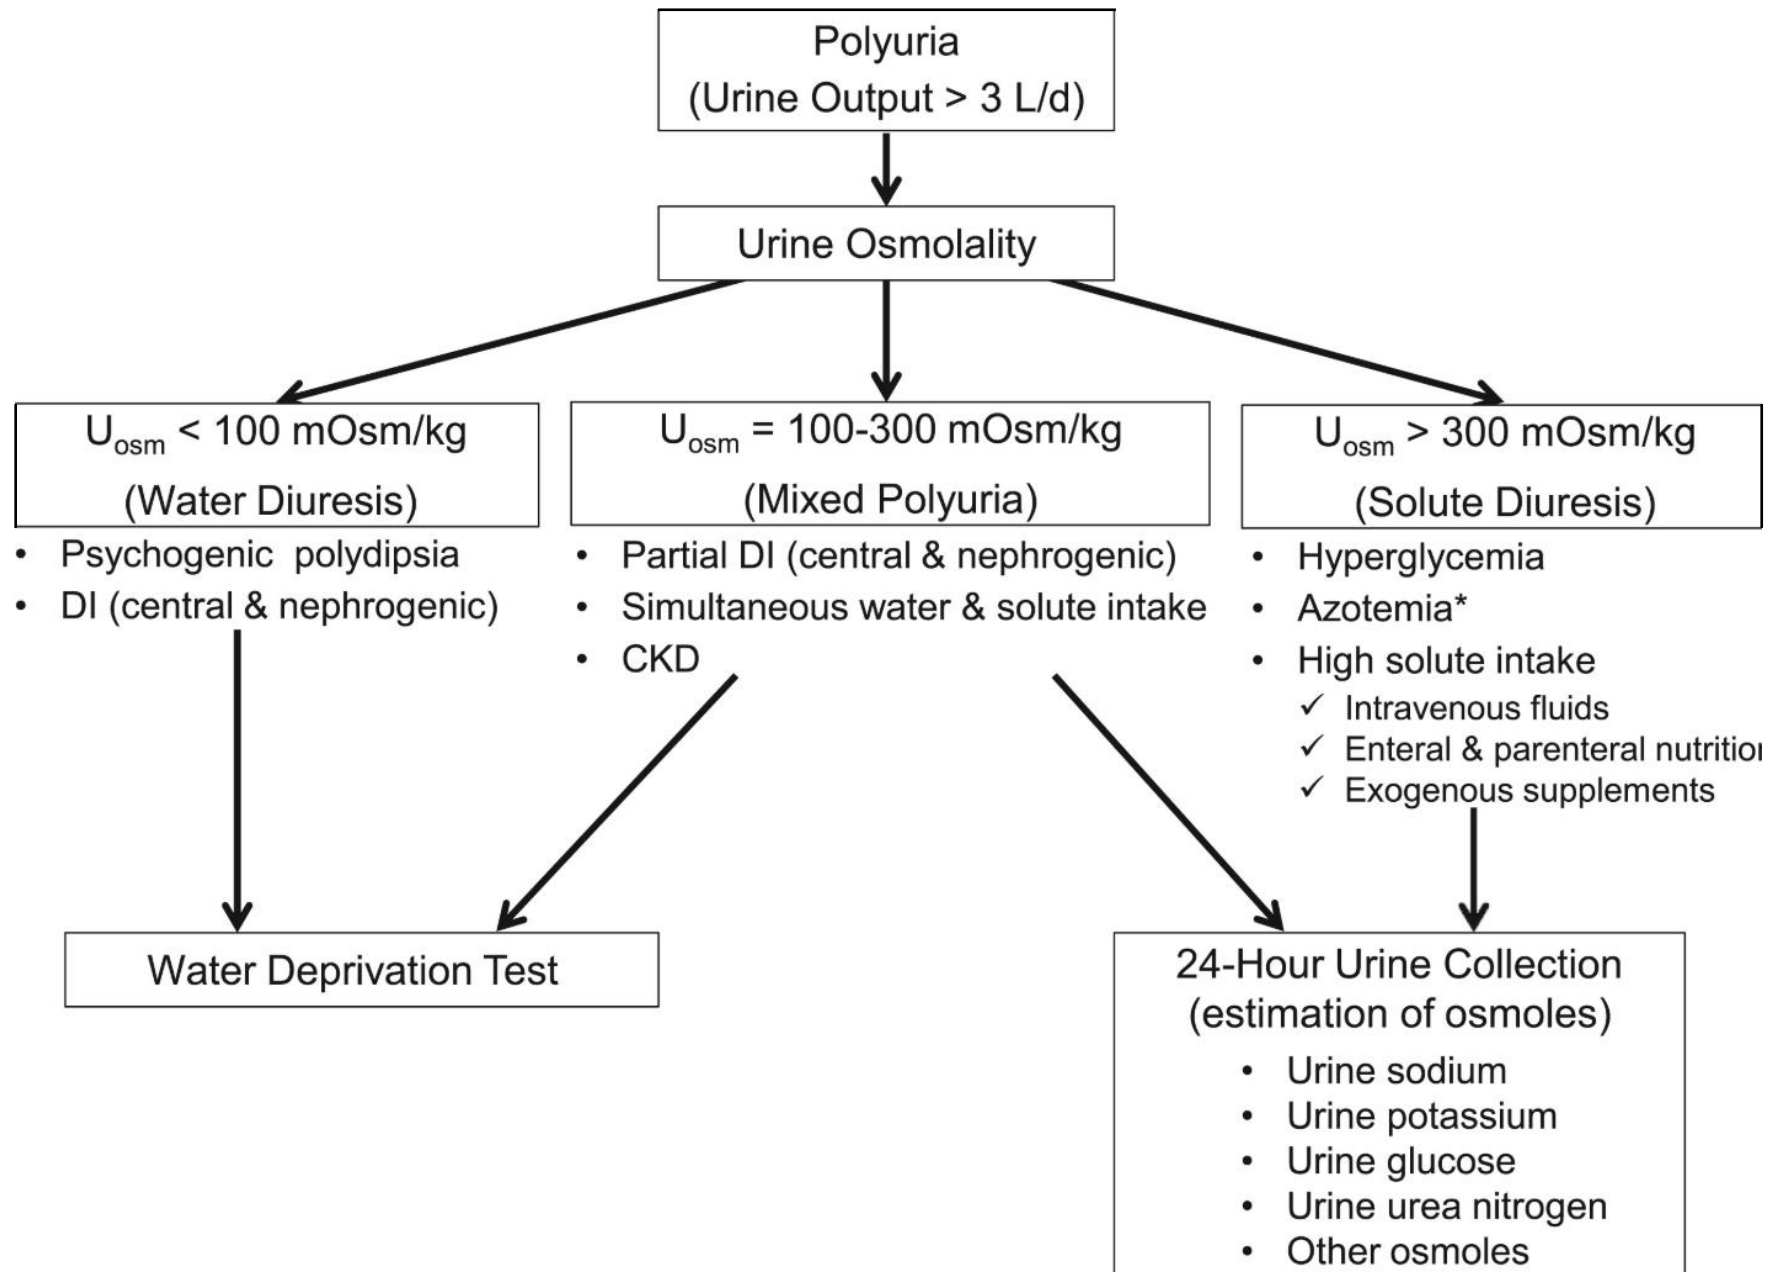 Polyuria
(Urine Output > 3 L/d)
Urine Osmolality
Uosm < 100 mOsm/kg
(Water Diuresis)
• Psychogenic polydipsia
• DI (central & nephrogenic)
Uosm = 100-300 mOsm/kg
(Mixed Polyuria)
• Partial DI (central & nephrogenic)
• Simultaneous water & solute intake
• CKD
Uosm > 300 mOsm/kg
(Solute Diuresis)
• Hyperglycemia
• Azotemia*
• High solute intake
✓ Intravenous fluids
✓ Enteral & parenteral nutrition
✓ Exogenous supplements
Water Deprivation Test
24-Hour Urine Collection
(estimation of osmoles)
• Urine sodium
• Urine potassium
• Urine glucose
• Urine urea nitrogen
• Other osmoles